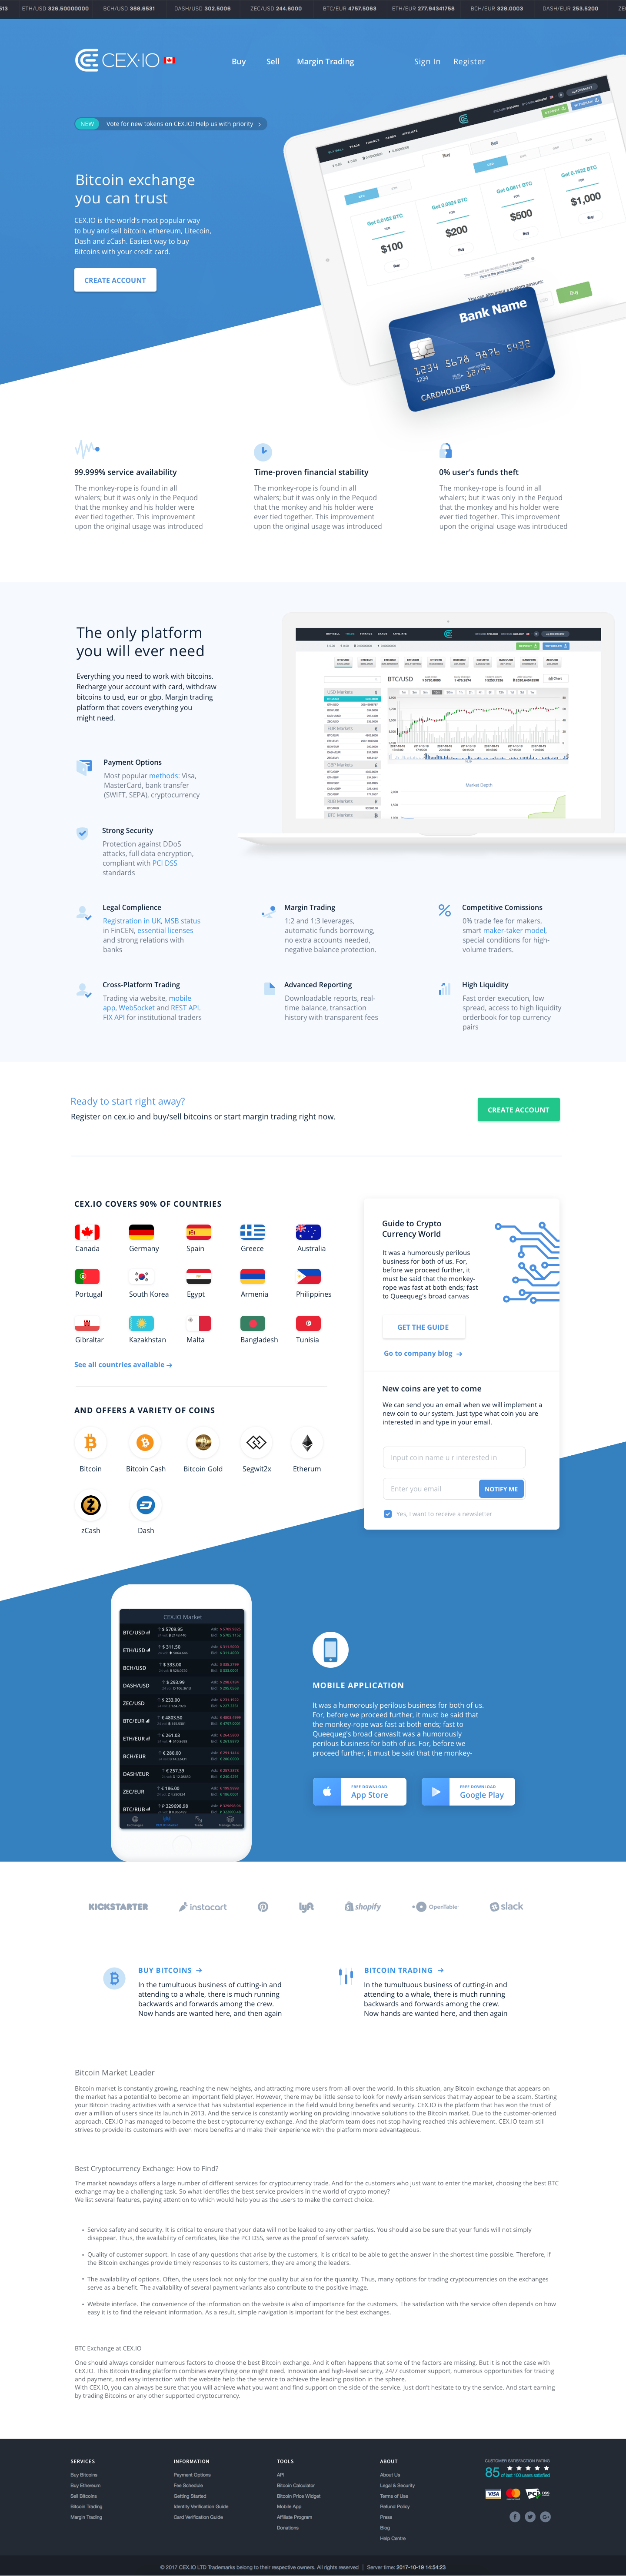 ETH/USD 326.50000000 BCH/USD 388.8531 DASH/USD 302.5006 ZEC/USD 244.6000 BTC/EUR 4757.5063 ETH/EUR 277.94341758 BCH/EUR 328.0003 DASH/EUR 253.5200
CEX.IO Buy Sell Margin Trading Sign In Register
NEW Vote for new tokens on CEX.IO! Help us with priority
Bitcoin exchange
you can trust
CEX.IO is the world's most popular way
to buy and sell bitcoin, ethereum, Litecoin,
Dash and zCash. Easiest way to buy
Bitcoins with your credit card.
CREATE ACCOUNT
Buy Sell
Get 0.0162 BTC Get 0.0324 BTC Get 0.0811 BTC Get 0.1622 BTC
$100 $200 $500 $1,000
Buy Buy Buy Buy
Bank Name
1234 5678 9876 5432
1234
CARDHOLDER
99.999% service availability
The monkey-rope is found in all
whalers; but it was only in the Pequod
that the monkey and his holder were
ever tied together. This improvement
upon the original usage was introduced
Time-proven financial stability
The monkey-rope is found in all
whalers; but it was only in the Pequod
that the monkey and his holder were
ever tied together. This improvement
upon the original usage was introduced
0% user's funds theft
The monkey-rope is found in all
whalers; but it was only in the Pequod
that the monkey and his holder were
ever tied together. This improvement
upon the original usage was introduced
The only platform
you will ever need
Everything you need to work with bitcoins.
Recharge your account with card, withdraw
bitcoins to usd, eur or gbp. Margin trading
platform that covers everything you
might need.
BTC/USD
USD Markets
EUR Markets
GBP Markets
RUB Markets
BTC Markets
Market Depth
Payment Options
Most popular methods: Visa,
MasterCard, bank transfer
(SWIFT, SEPA), cryptocurrency
Strong Security
Protection against DDoS
attacks, full data encryption,
compliant with PCI DSS
standards
Legal Complience
Registration in UK, MSB status
in FinCEN, essential licenses
and strong relations with
banks
Margin Trading
1:2 and 1:3 leverages,
automatic funds borrowing,
no extra accounts needed,
negative balance protection.
Competitive Comissions
0% trade fee for makers,
smart maker-taker model,
special conditions for high-
volume traders.
Cross-Platform Trading
Trading via website, mobile
app, WebSocket and REST API.
FIX API for institutional traders
Advanced Reporting
Downloadable reports, real-
time balance, transaction
history with transparent fees
High Liquidity
Fast order execution, low
spread, access to high liquidity
orderbook for top currency
pairs
Ready to start right away?
Register on cex.io and buy/sell bitcoins or start margin trading right now.
CREATE ACCOUNT
CEX.IO COVERS 90% OF COUNTRIES
Canada Germany Spain Greece Australia
Portugal South Korea Egypt Armenia Philippines
Gibraltar Kazakhstan Malta Bangladesh Tunisia
See all countries available →
AND OFFERS A VARIETY OF COINS
Bitcoin Bitcoin Cash Bitcoin Gold Segwit2x Etherum
zCash Dash
Guide to Crypto
Currency World
It was a humorously perilous
business for both of us. For,
before we proceed further, it
must be said that the monkey-
rope was fast at both ends; fast
to Queequeg's broad canvas
GET THE GUIDE
Go to company blog →
New coins are yet to come
We can send you an email when we will implement a
new coin to our system. Just type what coin you are
interested in and type in your email.
Input coin name u r interested in
Enter you email NOTIFY ME
Yes, I want to receive a newsletter
CEX.IO Market
BTC/USD $ 5709.95
ETH/USD $ 311.50
BCH/USD $ 333.00
DASH/USD $ 293.99
ZEC/USD $ 233.00
BTC/EUR € 4803.50
ETH/EUR € 261.03
BCH/EUR € 280.00
DASH/EUR € 257.39
ZEC/EUR € 166.00
BTC/RUB ₽ 329698.98
MOBILE APPLICATION
It was a humorously perilous business for both of us.
For, before we proceed further, it must be said that
the monkey-rope was fast at both ends; fast to
Queequeg's broad canvasIt was a humorously
perilous business for both of us. For, before we
proceed further, it must be said that the monkey-
FREE DOWNLOAD
App Store
FREE DOWNLOAD
Google Play
KICKSTARTER instacart lyft shopify OpenTable slack
BUY BITCOINS →
In the tumultuous business of cutting-in and
attending to a whale, there is much running
backwards and forwards among the crew.
Now hands are wanted here, and then again
BITCOIN TRADING →
In the tumultuous business of cutting-in and
attending to a whale, there is much running
backwards and forwards among the crew.
Now hands are wanted here, and then again
Bitcoin Market Leader
Bitcoin market is constantly growing, reaching the new heights, and attracting more users from all over the world. In this situation, any Bitcoin exchange that appears on
the market has a potential to become an important field player. However, there may be little sense to look for newly arisen services that may appear to be a scam. Starting
your Bitcoin trading activities with a service that has substantial experience in the field would bring benefits and security. CEX.IO is the platform that has won the trust of
over a million of users since its launch in 2013. And the service is constantly working on providing innovative solutions to the Bitcoin market. Due to the customer-oriented
approach, CEX.IO has managed to become the best cryptocurrency exchange. And the platform team does not stop having reached this achievement. CEX.IO team still
strives to provide its customers with even more benefits and make their experience with the platform more advantageous.
Best Cryptocurrency Exchange: How to Find?
The market nowadays offers a large number of different services for cryptocurrency trade. And for the customers who just want to enter the market, choosing the best BTC
exchange may be a challenging task. So what identifies the best service providers in the world of crypto money?
We list several features, paying attention to which would help you as the users to make the correct choice.
• Service safety and security. It is critical to ensure that your data will not be leaked to any other parties. You should also be sure that your funds will not simply
disappear. Thus, the availability of certificates, like the PCI DSS, serve as the proof of service's safety.
• Quality of customer support. In case of any questions that arise by the customers, it is critical to be able to get the answer in the shortest time possible. Therefore, if
the Bitcoin exchanges provide timely responses to its customers, they are among the leaders.
• The availability of options. Often, the users look not only for the quality but also for the quantity. Thus, many options for trading cryptocurrencies on the exchanges
serve as a benefit. The availability of several payment variants also contribute to the positive image.
• Website interface. The convenience of the information on the website is also of importance for the customers. The satisfaction with the service often depends on how
easy it is to find the relevant information. As a result, simple navigation is important for the best exchanges.
BTC Exchange at CEX.IO
One should always consider numerous factors to choose the best Bitcoin exchange. And it often happens that some of the factors are missing. But it is not the case with
CEX.IO. This Bitcoin trading platform combines everything one might need. Innovation and high-level security, 24/7 customer support, numerous opportunities for trading
and payment, and easy interaction with the website help the the service to achieve the leading position in the sphere.
With CEX.IO, you can always be sure that you will achieve what you want and find support on the side of the service. Just don't hesitate to try the service. And start earning
by trading Bitcoins or any other supported cryptocurrency.
SERVICES
Buy Bitcoins
Buy Ethereum
Sell Bitcoins
Bitcoin Trading
Margin Trading
INFORMATION
Payment Options
Fee Schedule
Getting Started
Identity Verification Guide
Card Verification Guide
TOOLS
API
Bitcoin Calculator
Bitcoin Price Widget
Mobile App
Affiliate Program
Donations
ABOUT
About Us
Legal & Security
Terms of Use
Refund Policy
Press
Blog
Help Centre
CUSTOMER SATISFACTION RATING
85 of last 100 users satisfied
VISA MasterCard PCI DSS
© 2017 CEX.IO LTD Trademarks belong to their respective owners. All rights reserved | Server time: 2017-10-19 14:54:23